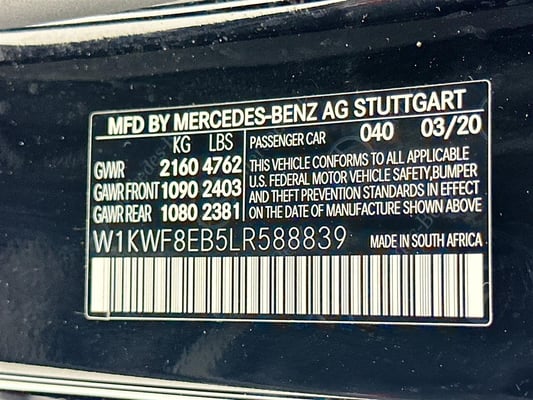 MFD BY MERCEDES-BENZ AG STUTTGART
KG LBS
GVWR 2160 4762
GAWR FRONT 1090 2403
GAWR REAR 1080 2381
PASSENGER CAR 040 03/20
THIS VEHICLE CONFORMS TO ALL APPLICABLE
U.S. FEDERAL MOTOR VEHICLE SAFETY,BUMPER
AND THEFT PREVENTION STANDARDS IN EFFECT
ON THE DATE OF MANUFACTURE SHOWN ABOVE
W1KWF8EB5LR588839 MADE IN SOUTH AFRICA